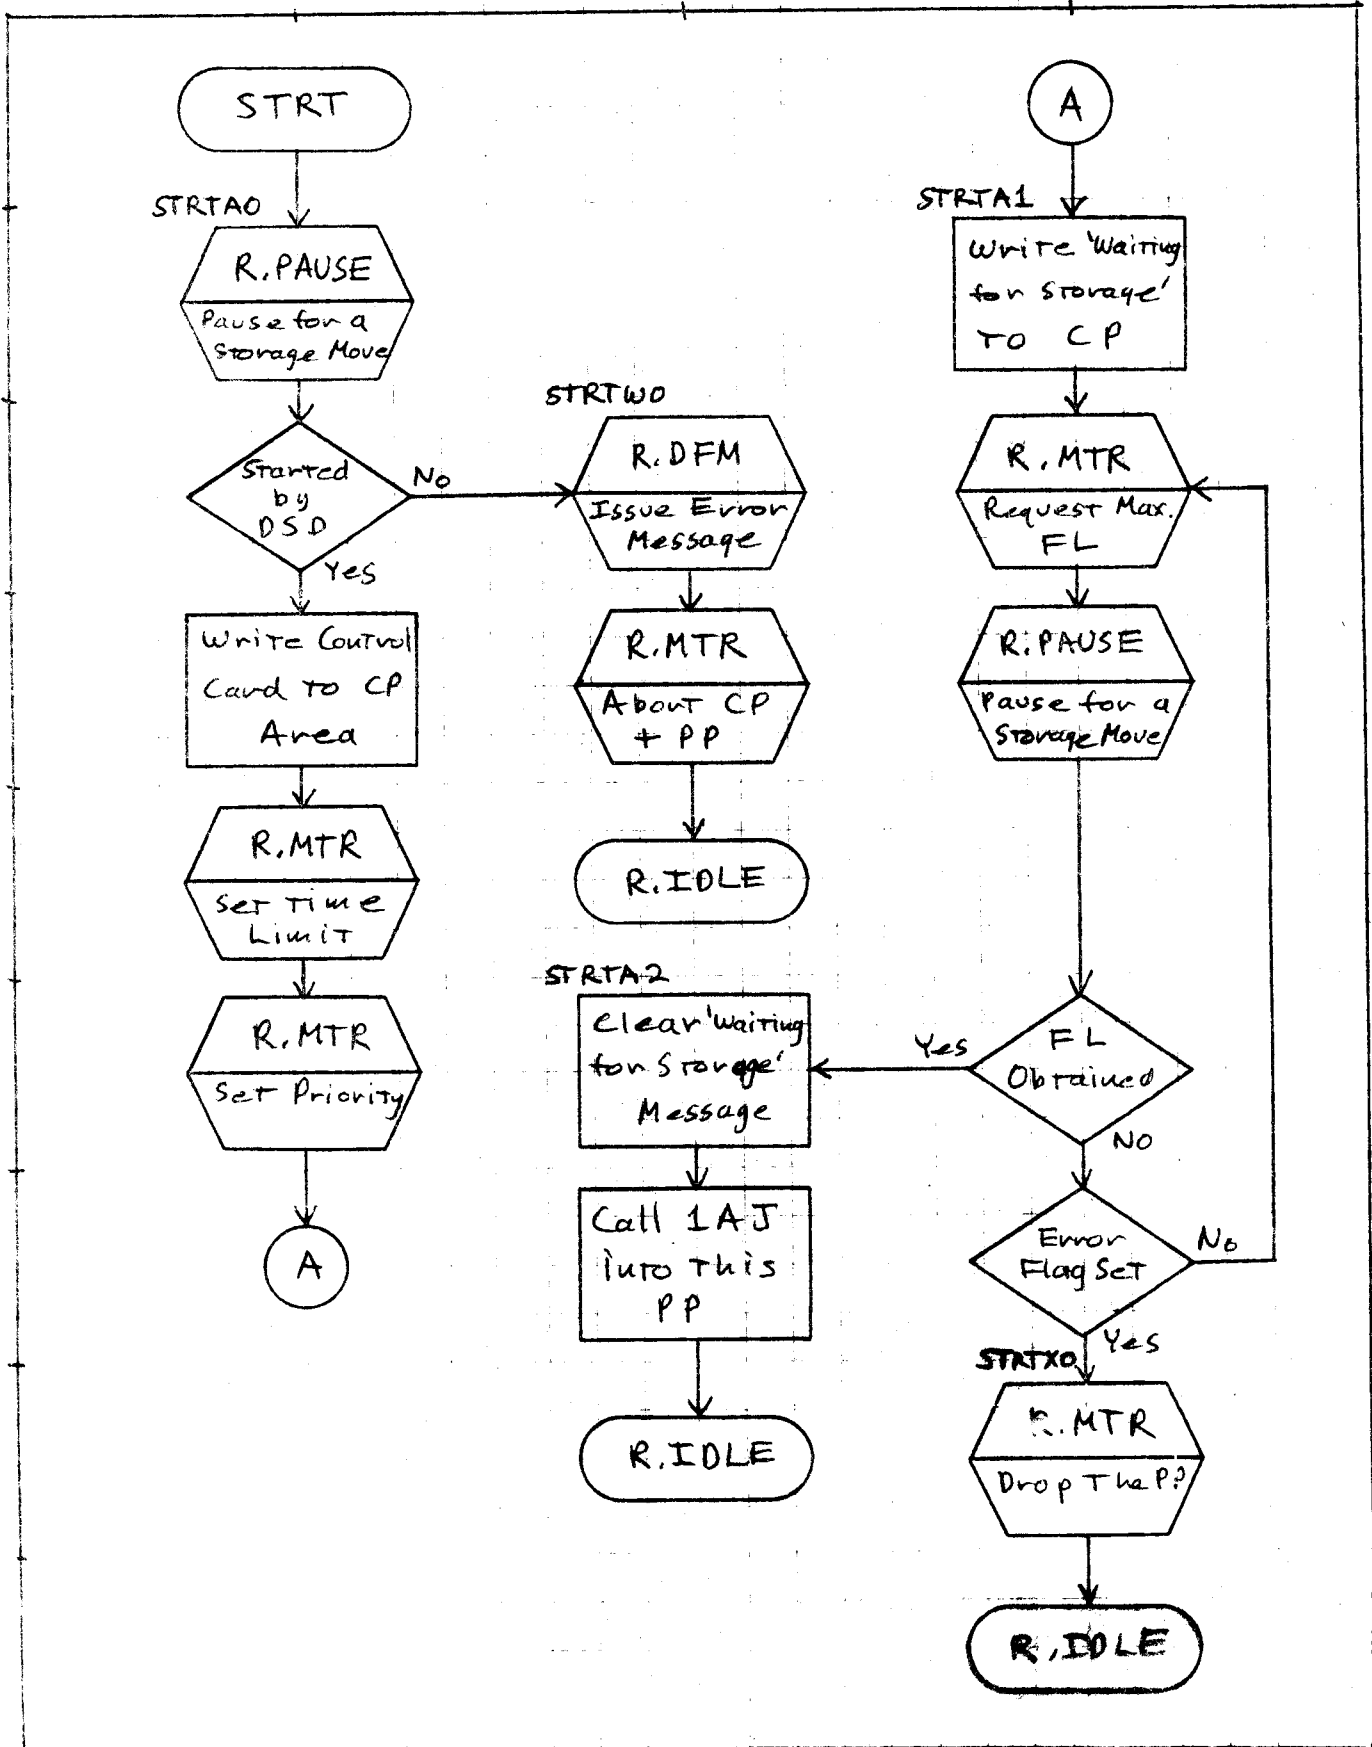 STRT
STRTA0
R.PAUSE
Pause for a
Storage Move
Started
by
DSD
No
Yes
Write Control
Card to CP
Area
R.MTR
Set Time
Limit
R.MTR
Set Priority
A
STRTW0
R.DFM
Issue Error
Message
R.MTR
Abort CP
+ PP
R.IDLE
STRTA2
Clear 'Waiting
for Storage'
Message
Call 1AJ
into this
PP
R.IDLE
A
STRTA1
Write 'Waiting
for Storage'
To CP
R.MTR
Request Max.
FL
R.PAUSE
Pause for a
Storage Move
FL
Obtained
Yes
No
Error
Flag Set
No
Yes
STRTX0
R.MTR
Drop The
R.IDLE